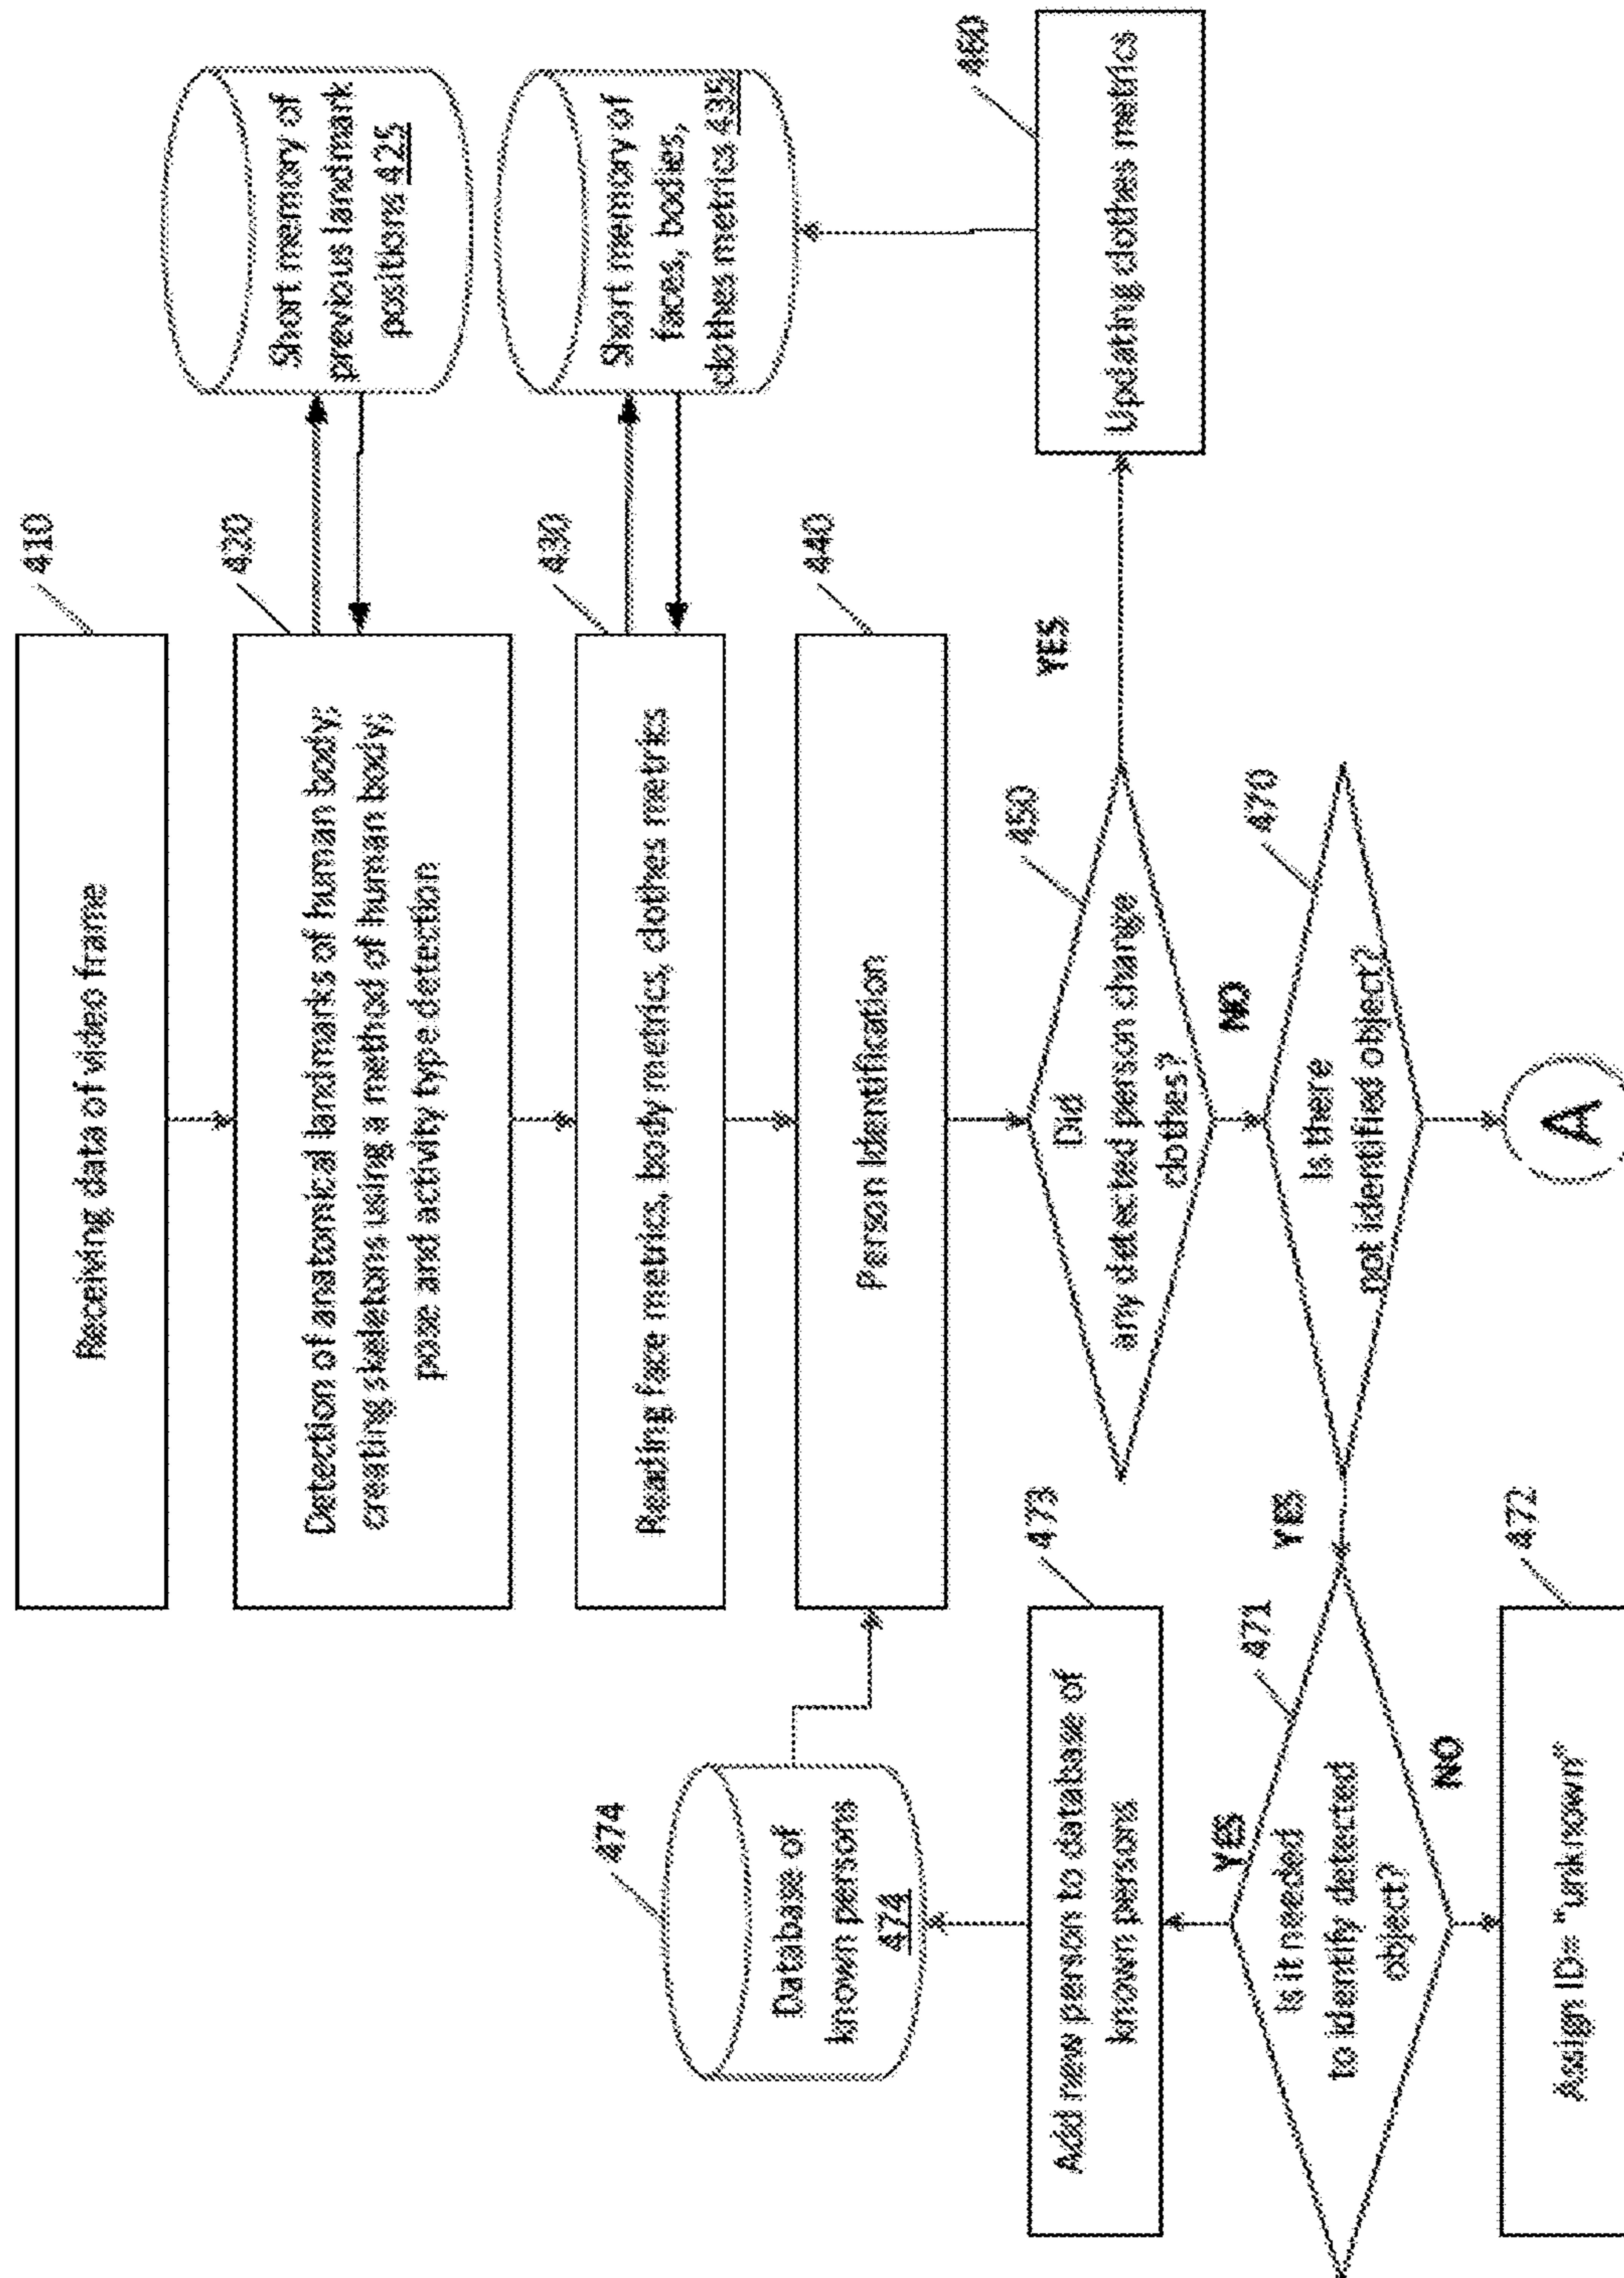 410
Receiving data of video frame
420
Detection of anatomical landmarks of human body;
creating skeletons using a method of human body;
pose and activity type detection
Short memory of
previous landmark
positions 425
430
Reading face metrics, body metrics, clothes metrics
Short memory of
faces, bodies,
clothes metrics 435
440
Person Identification
474
Database of
known persons
474
450
Did
any detected person change
clothes?
YES
460
Updating clothes metrics
NO
470
Is there
not identified object?
YES
A
471
Is it needed
to identify detected
object?
YES
473
Add new person to database of
known persons
NO
472
Assign ID= "unknown"